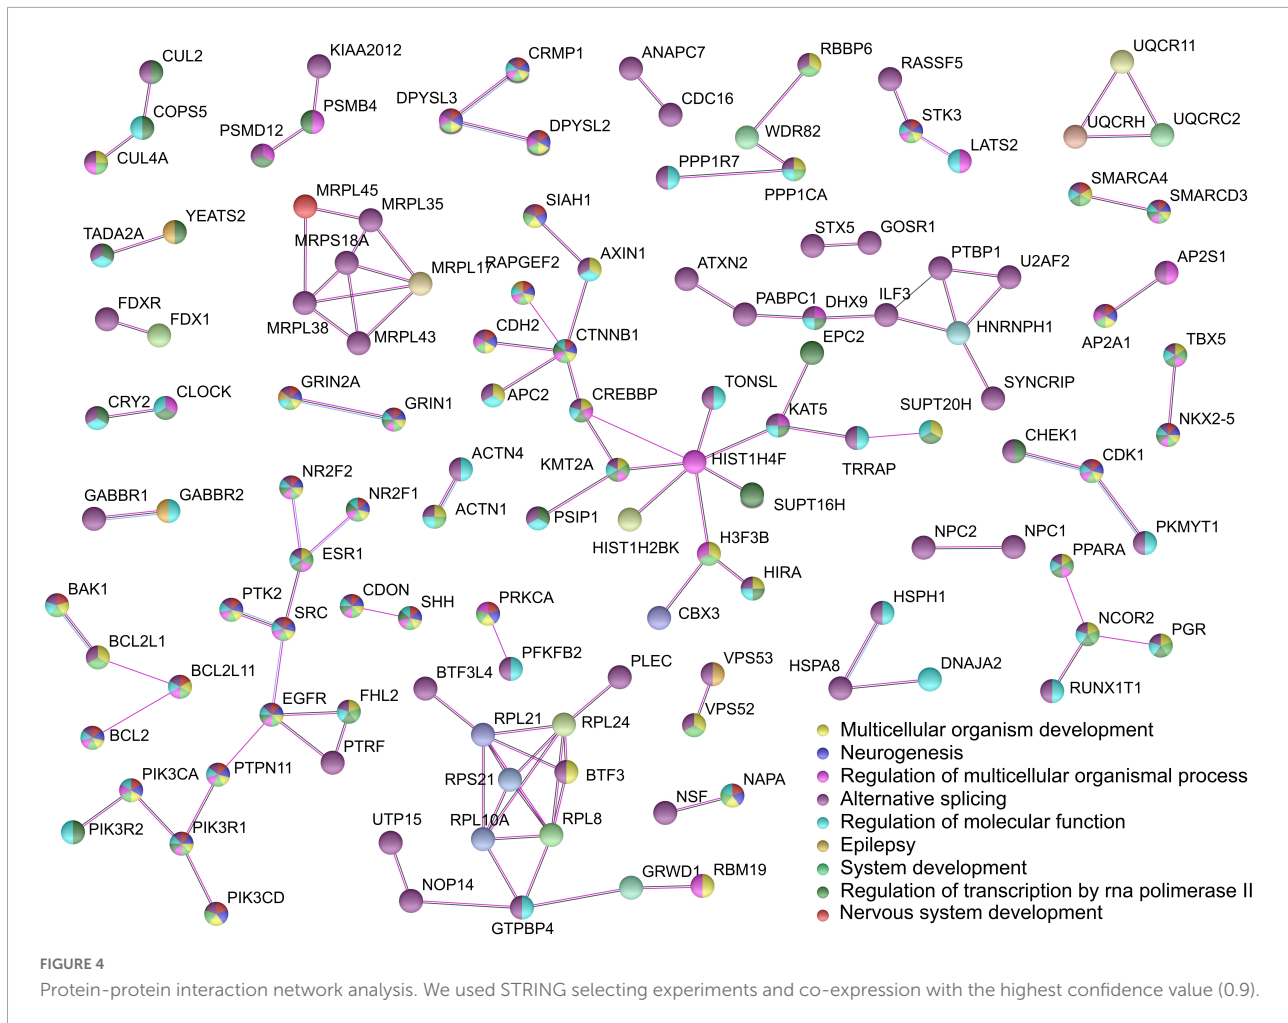 CUL2
COPS5
CUL4A
KIAA2012
PSMB4
PSMD12
CRMP1
DPYSL3
DPYSL2
ANAPC7
CDC16
RBBP6
WDR82
PPP1R7
PPP1CA
RASSF5
STK3
LATS2
UQCR11
UQCRH
UQCRC2
SMARCA4
SMARCD3
YEATS2
TADA2A
MRPL45
MRPL35
MRPS18A
MRPL17
MRPL38
MRPL43
SIAH1
AXIN1
RAPGEF2
CDH2
CTNNB1
APC2
CREBBP
STX5
GOSR1
ATXN2
PABPC1
DHX9
ILF3
PTBP1
U2AF2
HNRNPH1
SYNCRIP
AP2S1
AP2A1
FDXR
FDX1
TBX5
NKX2-5
CRY2
CLOCK
GRIN2A
GRIN1
EPC2
TONSL
KAT5
SUPT20H
TRRAP
HIST1H4F
KMT2A
PSIP1
HIST1H2BK
SUPT16H
H3F3B
HIRA
CBX3
CHEK1
CDK1
PKMYT1
GABBR1
GABBR2
NR2F2
NR2F1
ESR1
ACTN4
ACTN1
NPC2
NPC1
PPARA
NCOR2
PGR
RUNX1T1
BAK1
BCL2L1
BCL2L11
BCL2
PTK2
SRC
CDON
SHH
PRKCA
PFKFB2
HSPH1
HSPA8
DNAJA2
EGFR
FHL2
PTRF
PTPN11
PIK3CA
PIK3R2
PIK3R1
PIK3CD
BTF3L4
PLEC
RPL21
RPL24
RPS21
BTF3
RPL10A
RPL8
VPS53
VPS52
NSF
NAPA
UTP15
NOP14
GTPBP4
GRWD1
RBM19
Multicellular organism development
Neurogenesis
Regulation of multicellular organismal process
Alternative splicing
Regulation of molecular function
Epilepsy
System development
Regulation of transcription by rna polimerase II
Nervous system development
FIGURE 4
Protein-protein interaction network analysis. We used STRING selecting experiments and co-expression with the highest confidence value (0.9).